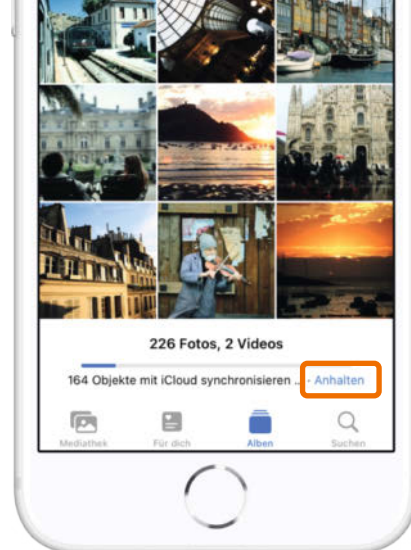 226 Fotos, 2 Videos
164 Objekte mit iCloud synchronisieren ... · Anhalten
Mediathek
Für dich
Alben
Suchen